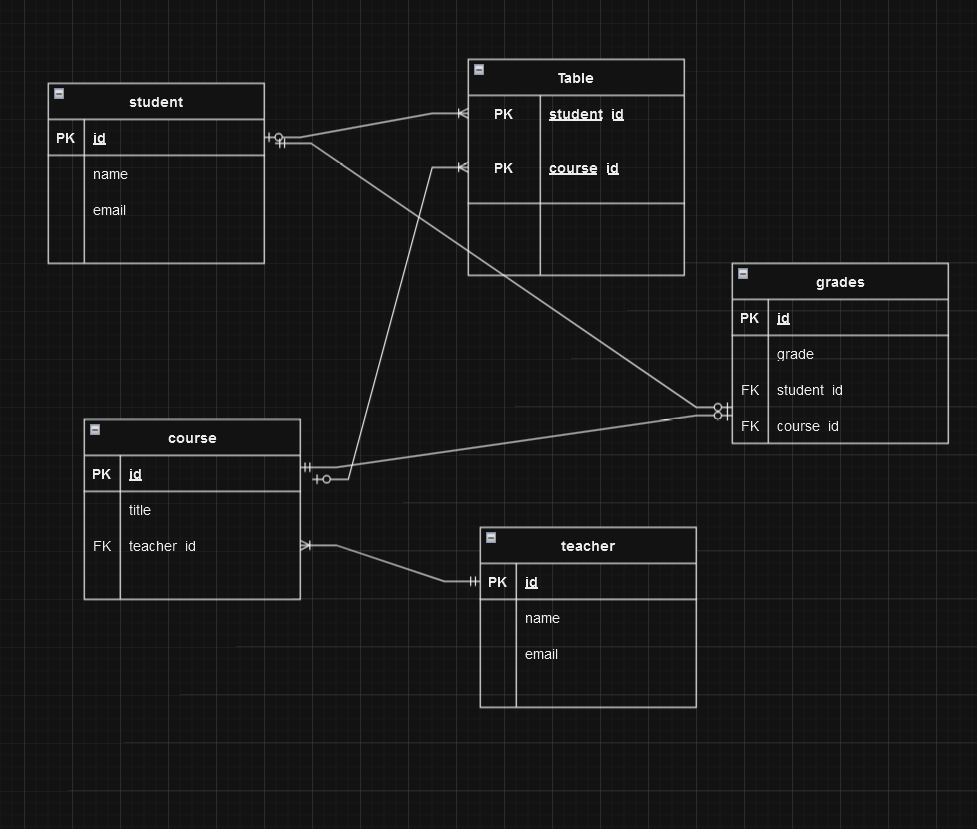 student
PK id
name
email
Table
PK student_id
PK course_id
grades
PK id
grade
FK student_id
FK course_id
course
PK id
title
FK teacher_id
teacher
PK id
name
email